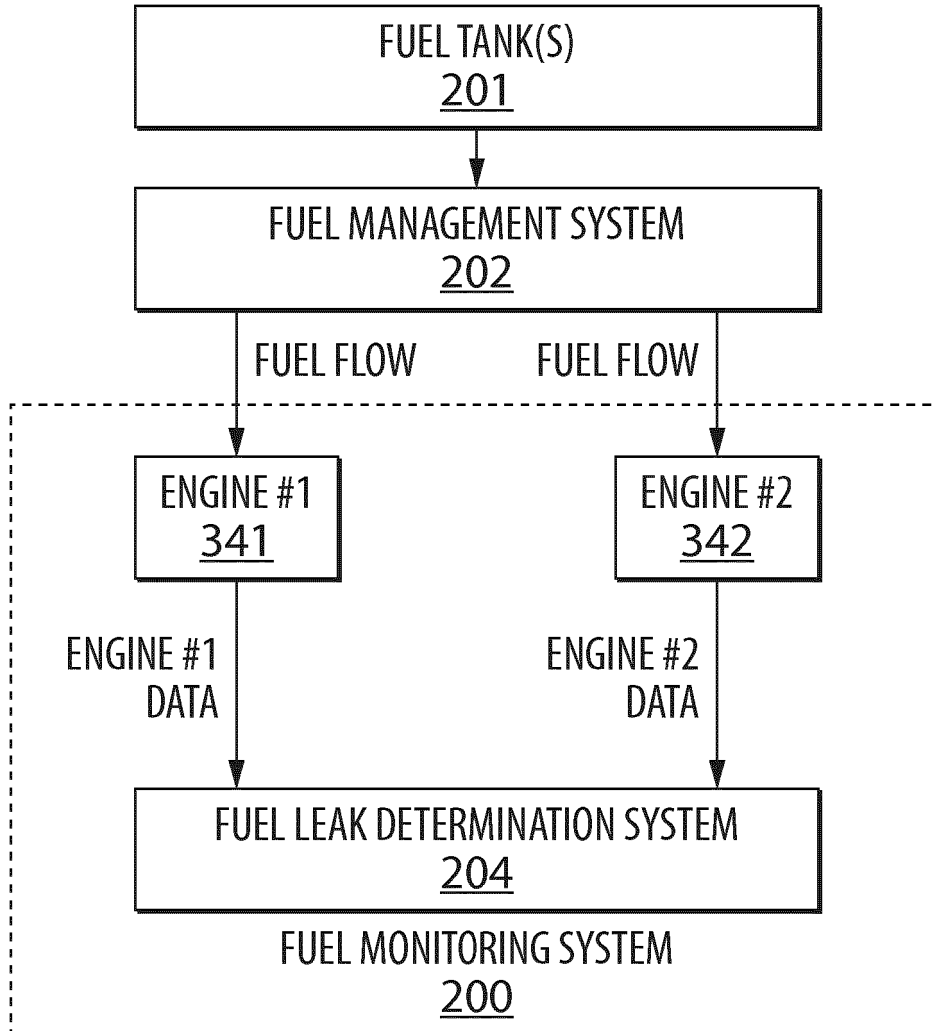 FUEL TANK(S)
201
FUEL MANAGEMENT SYSTEM
202
FUEL FLOW
FUEL FLOW
ENGINE #1
341
ENGINE #2
342
ENGINE #1
DATA
ENGINE #2
DATA
FUEL LEAK DETERMINATION SYSTEM
204
FUEL MONITORING SYSTEM
200